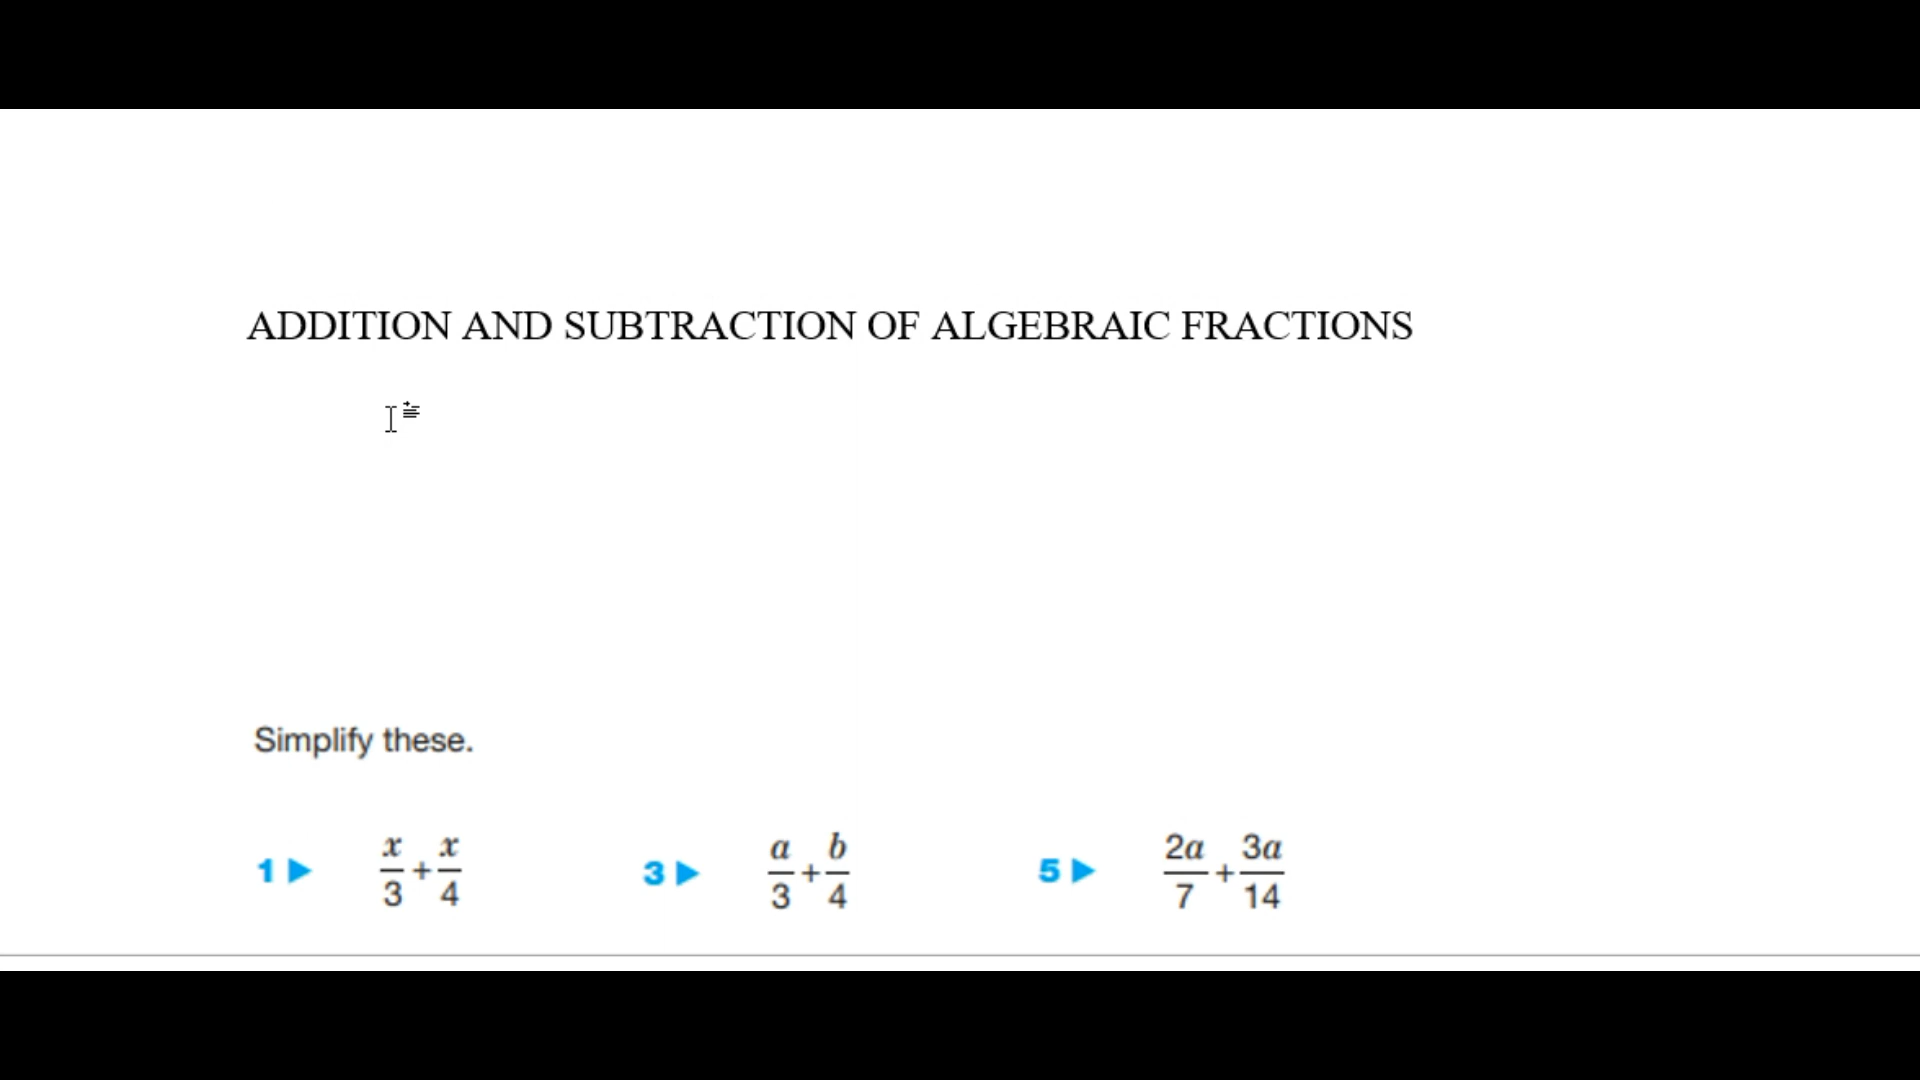 ADDITION AND SUBTRACTION OF ALGEBRAIC FRACTIONS
Simplify these.
1 ▶ x/3 + x/4 3 ▶ a/3 + b/4 5 ▶ 2a/7 + 3a/14